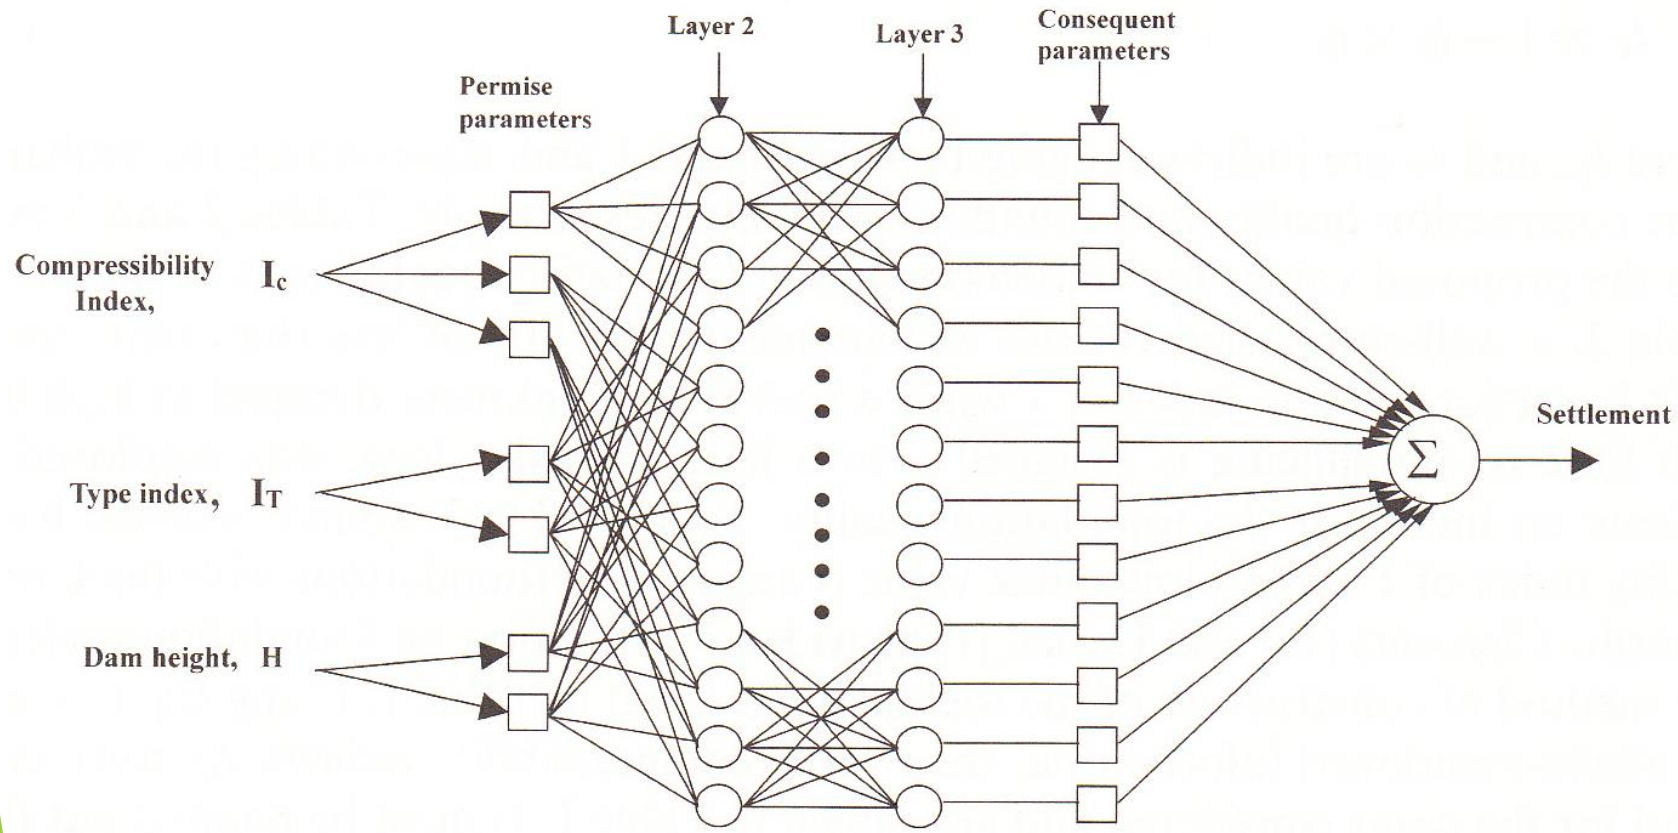 Layer 2
Layer 3
Consequent
parameters
Permise
parameters
Compressibility
Index,
Ic
Type index, IT
Dam height, H
Σ
Settlement